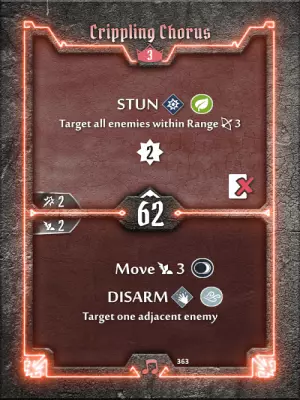 Crippling Chorus
3
STUN
Target all enemies within Range 3
2
2
62
2
Move 3
DISARM
Target one adjacent enemy
363